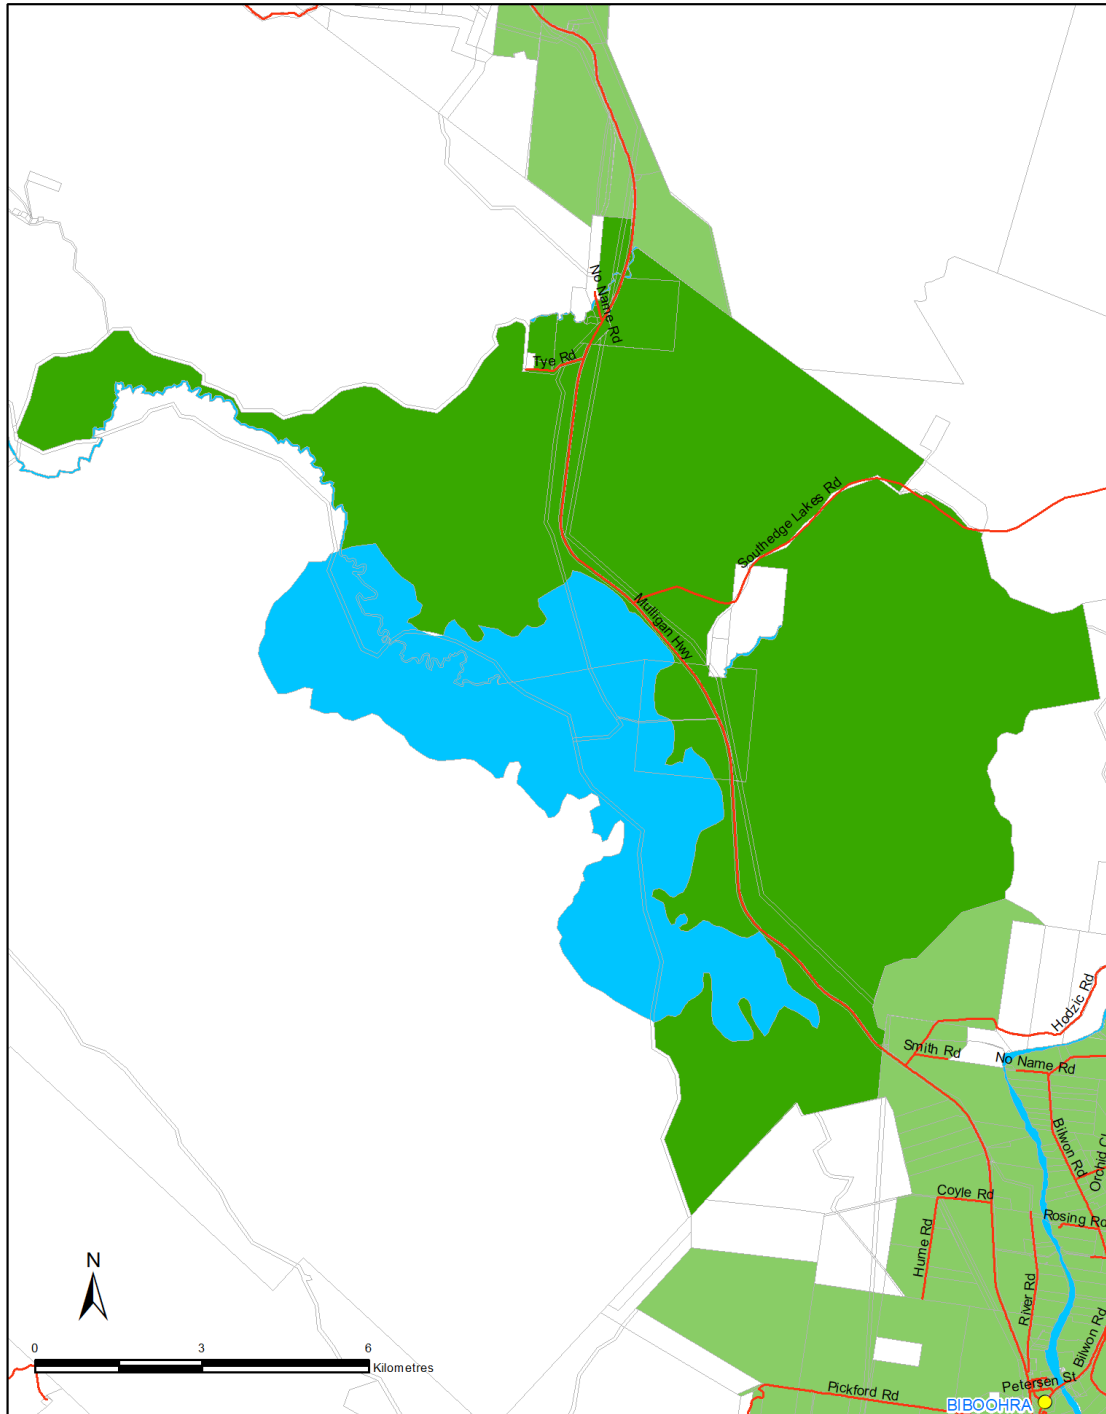 No Name Rd
Tye Rd
Southedge Lakes Rd
Mulligan Hwy
Hodzic Rd
Smith Rd
No Name Rd
Bilwon Rd
Orchid Cl
Coyle Rd
Rosing Rd
Hume Rd
River Rd
Bilwon Rd
Petersen St
Pickford Rd
BIBOOHRA
N
0 3 6
Kilometres